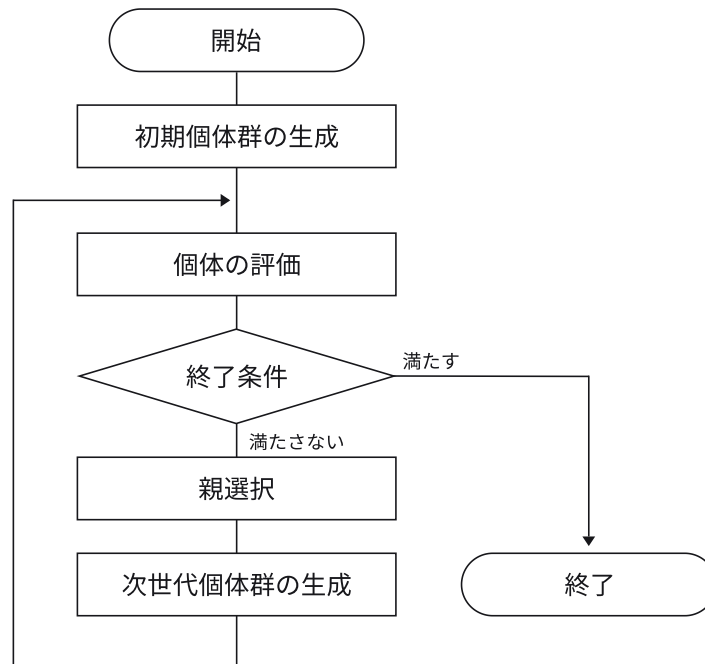 開始
初期個体群の生成
個体の評価
終了条件
満たす
満たさない
親選択
次世代個体群の生成
終了